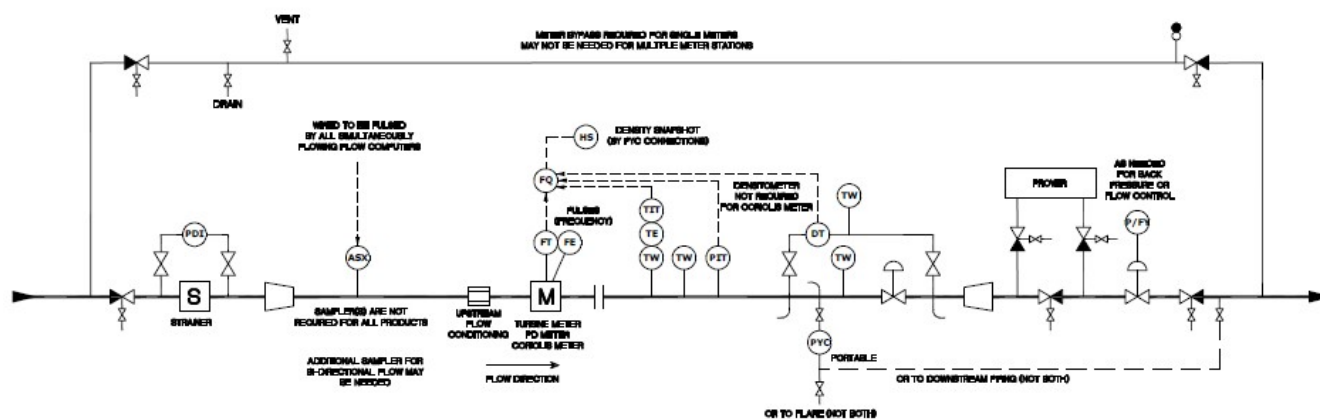 VENT
METER BYPASS REQUIRED FOR SINGLE METERS
MAY NOT BE NEEDED FOR MULTIPLE METER STATIONS
DRAIN
WIRED TO BE PULSED
BY ALL SIMULTANEOUSLY
FLOWING FLOW COMPUTERS
HS
DENSITY SNAPSHOT
(BY PYC CONNECTIONS)
FQ
DENSITOMETER
NOT REQUIRED
FOR CORIOLIS METER
TW
PROVER
AS NEEDED
FOR BACK
PRESSURE OR
FLOW CONTROL
PULSES
(FREQUENCY)
TIT
TE
TW
PDI
ASX
FT
FE
TW
PIT
DT
TW
P/FY
S
STRAINER
SAMPLER(S) ARE NOT
REQUIRED FOR ALL PRODUCTS
UPSTREAM
FLOW
CONDITIONING
M
TURBINE METER
PD METER
CORIOLIS METER
ADDITIONAL SAMPLER FOR
BI-DIRECTIONAL FLOW MAY
BE NEEDED
FLOW DIRECTION
PYC
PORTABLE
OR TO DOWNSTREAM PIPING (NOT BOTH)
OR TO FLARE (NOT BOTH)